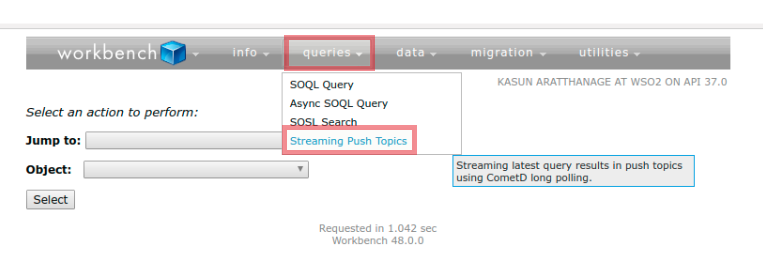 workbench info queries data migration utilities
KASUN ARATTHANAGE AT WSO2 ON API 37.0
SOQL Query
Async SOQL Query
SOSL Search
Streaming Push Topics
Select an action to perform:
Jump to:
Object:
Streaming latest query results in push topics
using CometD long polling.
Select
Requested in 1.042 sec
Workbench 48.0.0